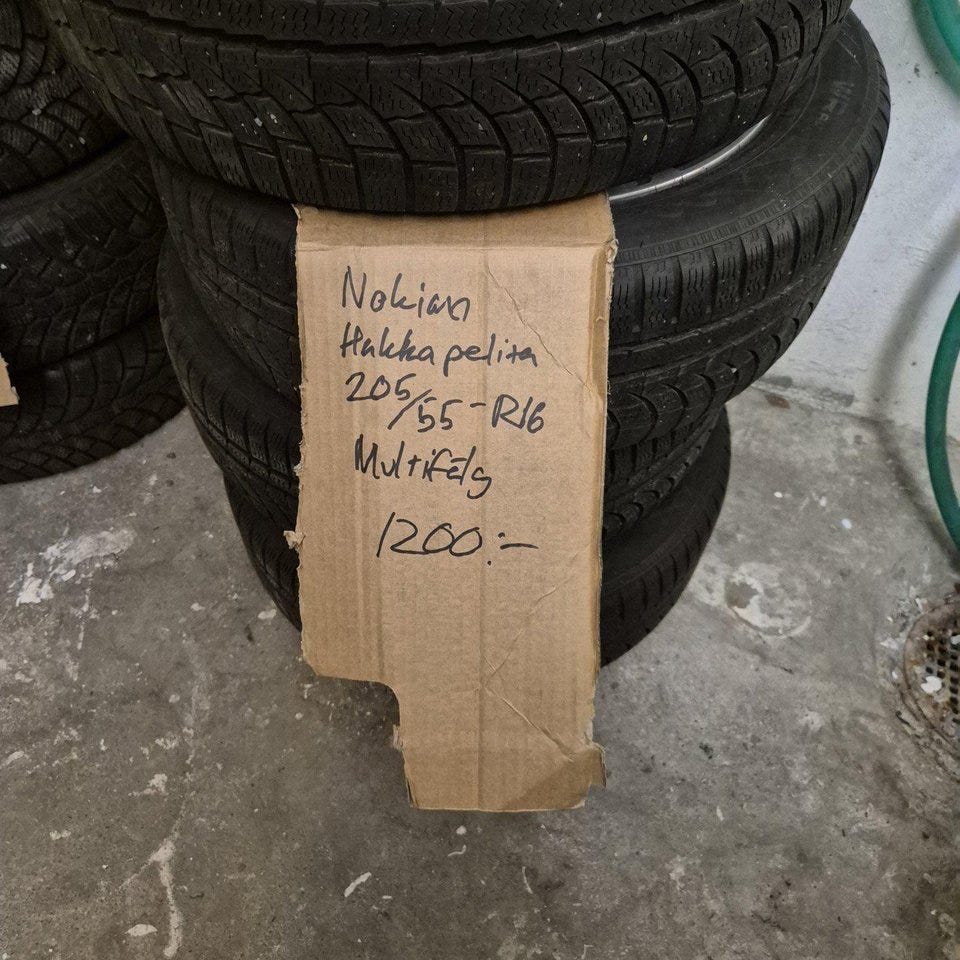 Nokian
Hakkapelita
205/55-R16
Multifälg
1200:-